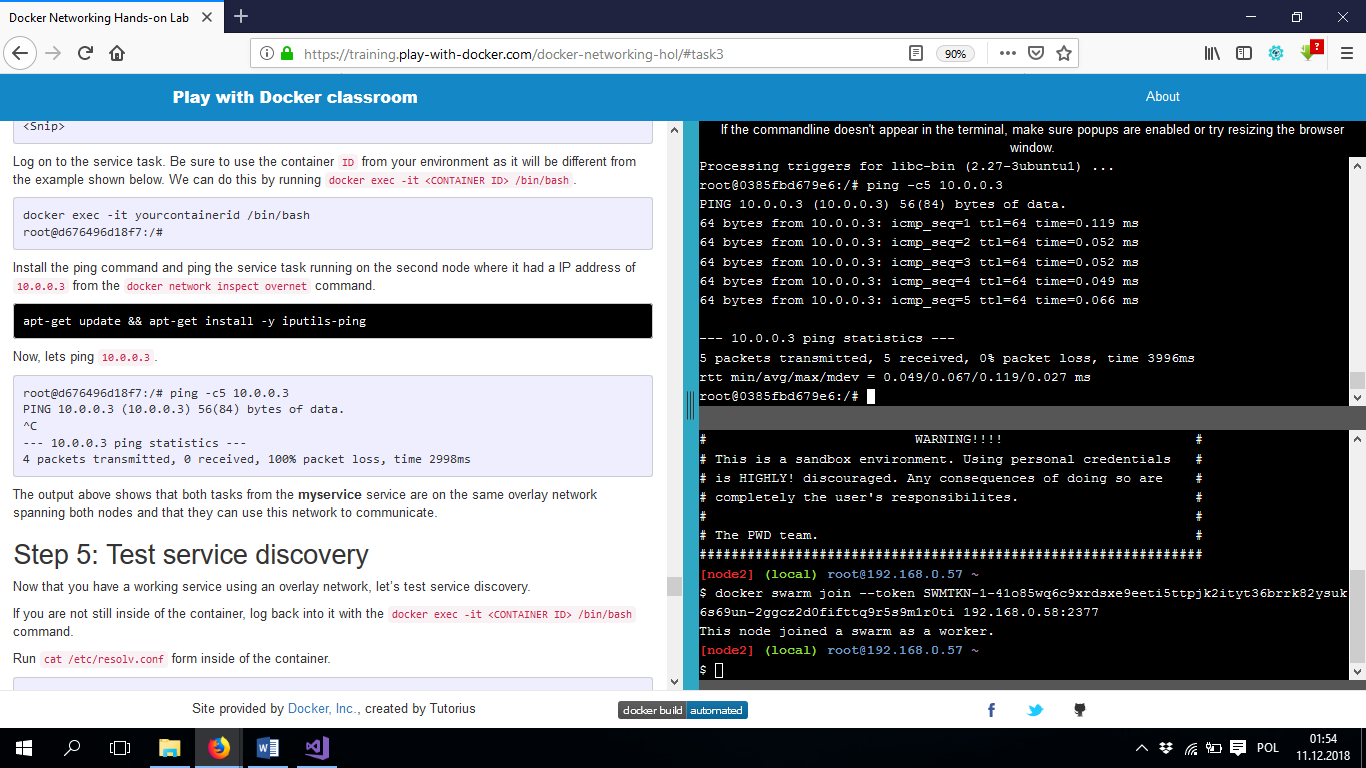 Docker Networking Hands-on Lab
https://training.play-with-docker.com/docker-networking-hol/#task3
90%
?
Play with Docker classroom
About
<Snip>
Log on to the service task. Be sure to use the container ID from your environment as it will be different from
the example shown below. We can do this by running docker exec -it <CONTAINER ID> /bin/bash .
docker exec -it yourcontainerid /bin/bash
root@d676496d18f7:/#
Install the ping command and ping the service task running on the second node where it had a IP address of
10.0.0.3 from the docker network inspect overnet command.
apt-get update && apt-get install -y iputils-ping
Now, lets ping 10.0.0.3 .
root@d676496d18f7:/# ping -c5 10.0.0.3
PING 10.0.0.3 (10.0.0.3) 56(84) bytes of data.
^C
--- 10.0.0.3 ping statistics ---
4 packets transmitted, 0 received, 100% packet loss, time 2998ms
The output above shows that both tasks from the myservice service are on the same overlay network
spanning both nodes and that they can use this network to communicate.
Step 5: Test service discovery
Now that you have a working service using an overlay network, let's test service discovery.
If you are not still inside of the container, log back into it with the docker exec -it <CONTAINER ID> /bin/bash
command.
Run cat /etc/resolv.conf form inside of the container.
If the commandline doesn't appear in the terminal, make sure popups are enabled or try resizing the browser
window.
Processing triggers for libc-bin (2.27-3ubuntu1) ...
root@0385fbd679e6:/# ping -c5 10.0.0.3
PING 10.0.0.3 (10.0.0.3) 56(84) bytes of data.
64 bytes from 10.0.0.3: icmp_seq=1 ttl=64 time=0.119 ms
64 bytes from 10.0.0.3: icmp_seq=2 ttl=64 time=0.052 ms
64 bytes from 10.0.0.3: icmp_seq=3 ttl=64 time=0.052 ms
64 bytes from 10.0.0.3: icmp_seq=4 ttl=64 time=0.049 ms
64 bytes from 10.0.0.3: icmp_seq=5 ttl=64 time=0.066 ms
--- 10.0.0.3 ping statistics ---
5 packets transmitted, 5 received, 0% packet loss, time 3996ms
rtt min/avg/max/mdev = 0.049/0.067/0.119/0.027 ms
root@0385fbd679e6:/#
# WARNING!!!! #
# This is a sandbox environment. Using personal credentials #
# is HIGHLY! discouraged. Any consequences of doing so are #
# completely the user's responsibilites. #
# #
# The PWD team. #
################################################################
[node2] (local) root@192.168.0.57 ~
$ docker swarm join --token SWMTKN-1-41o85wq6c9xrdsxe9eeti5ttpjk2ityt36brrk82ysuk
6s69un-2ggcz2d0fifttq9r5s9m1r0ti 192.168.0.58:2377
This node joined a swarm as a worker.
[node2] (local) root@192.168.0.57 ~
$
Site provided by Docker, Inc., created by Tutorius
docker build automated
POL
01:54
11.12.2018